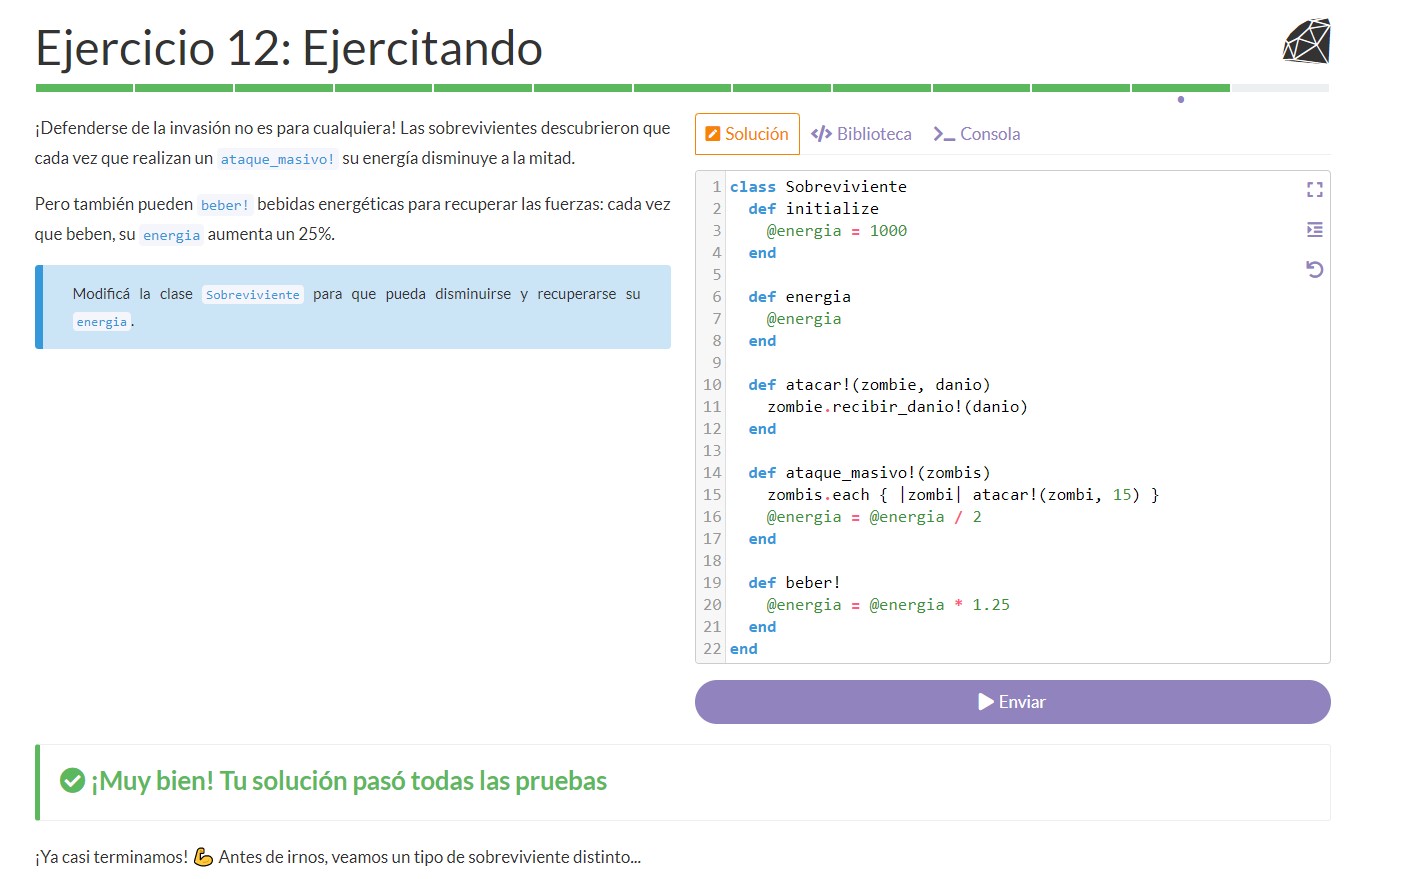 Ejercicio 12: Ejercitando
¡Defenderse de la invasión no es para cualquiera! Las sobrevivientes descubrieron que
cada vez que realizan un ataque_masivo! su energía disminuye a la mitad.
Pero también pueden beber! bebidas energéticas para recuperar las fuerzas: cada vez
que beben, su energia aumenta un 25%.
Modificá la clase Sobreviviente para que pueda disminuirse y recuperarse su
energia.
Solución
Biblioteca
Consola
1 class Sobreviviente
2   def initialize
3     @energia = 1000
4   end
5
6   def energia
7     @energia
8   end
9
10   def atacar!(zombie, danio)
11     zombie.recibir_danio!(danio)
12   end
13
14   def ataque_masivo!(zombis)
15     zombis.each { |zombi| atacar!(zombi, 15) }
16     @energia = @energia / 2
17   end
18
19   def beber!
20     @energia = @energia * 1.25
21   end
22 end
Enviar
¡Muy bien! Tu solución pasó todas las pruebas
¡Ya casi terminamos! 💪 Antes de irnos, veamos un tipo de sobreviviente distinto...